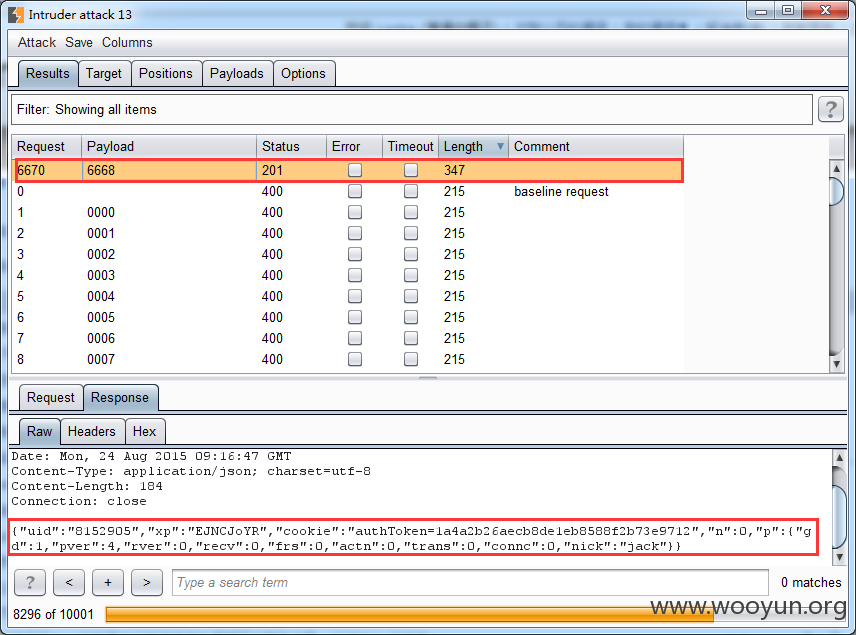 Intruder attack 13
Attack Save Columns
Results Target Positions Payloads Options
Filter: Showing all items ?
Request Payload Status Error Timeout Length Comment
6670 6668 201 347
0 400 215 baseline request
1 0000 400 215
2 0001 400 215
3 0002 400 215
4 0003 400 215
5 0004 400 215
6 0005 400 215
7 0006 400 215
8 0007 400 215
Request Response
Raw Headers Hex
Date: Mon, 24 Aug 2015 09:16:47 GMT
Content-Type: application/json; charset=utf-8
Content-Length: 184
Connection: close
{"uid":"8152905","xp":"EJNCJoYR","cookie":"authToken=1a4a2b26aecb8de1eb8588f2b73e9712","n":0,"p":{"g
d":1,"pver":4,"rver":0,"recv":0,"frs":0,"actn":0,"trans":0,"connc":0,"nick":"jack"}}
? < + > Type a search term 0 matches
8296 of 10001
www.wooyun.org